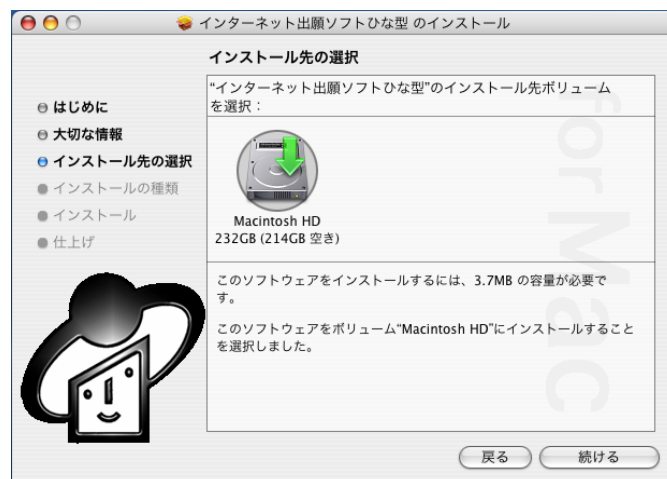 インターネット出願ソフトひな型 のインストール
インストール先の選択
はじめに
大切な情報
インストール先の選択
インストールの種類
インストール
仕上げ
“インターネット出願ソフトひな型”のインストール先ボリューム
を選択：
Macintosh HD
232GB (214GB 空き)
このソフトウェアをインストールするには、3.7MB の容量が必要で
す。
このソフトウェアをボリューム“Macintosh HD”にインストールすること
を選択しました。
for Mac
戻る
続ける